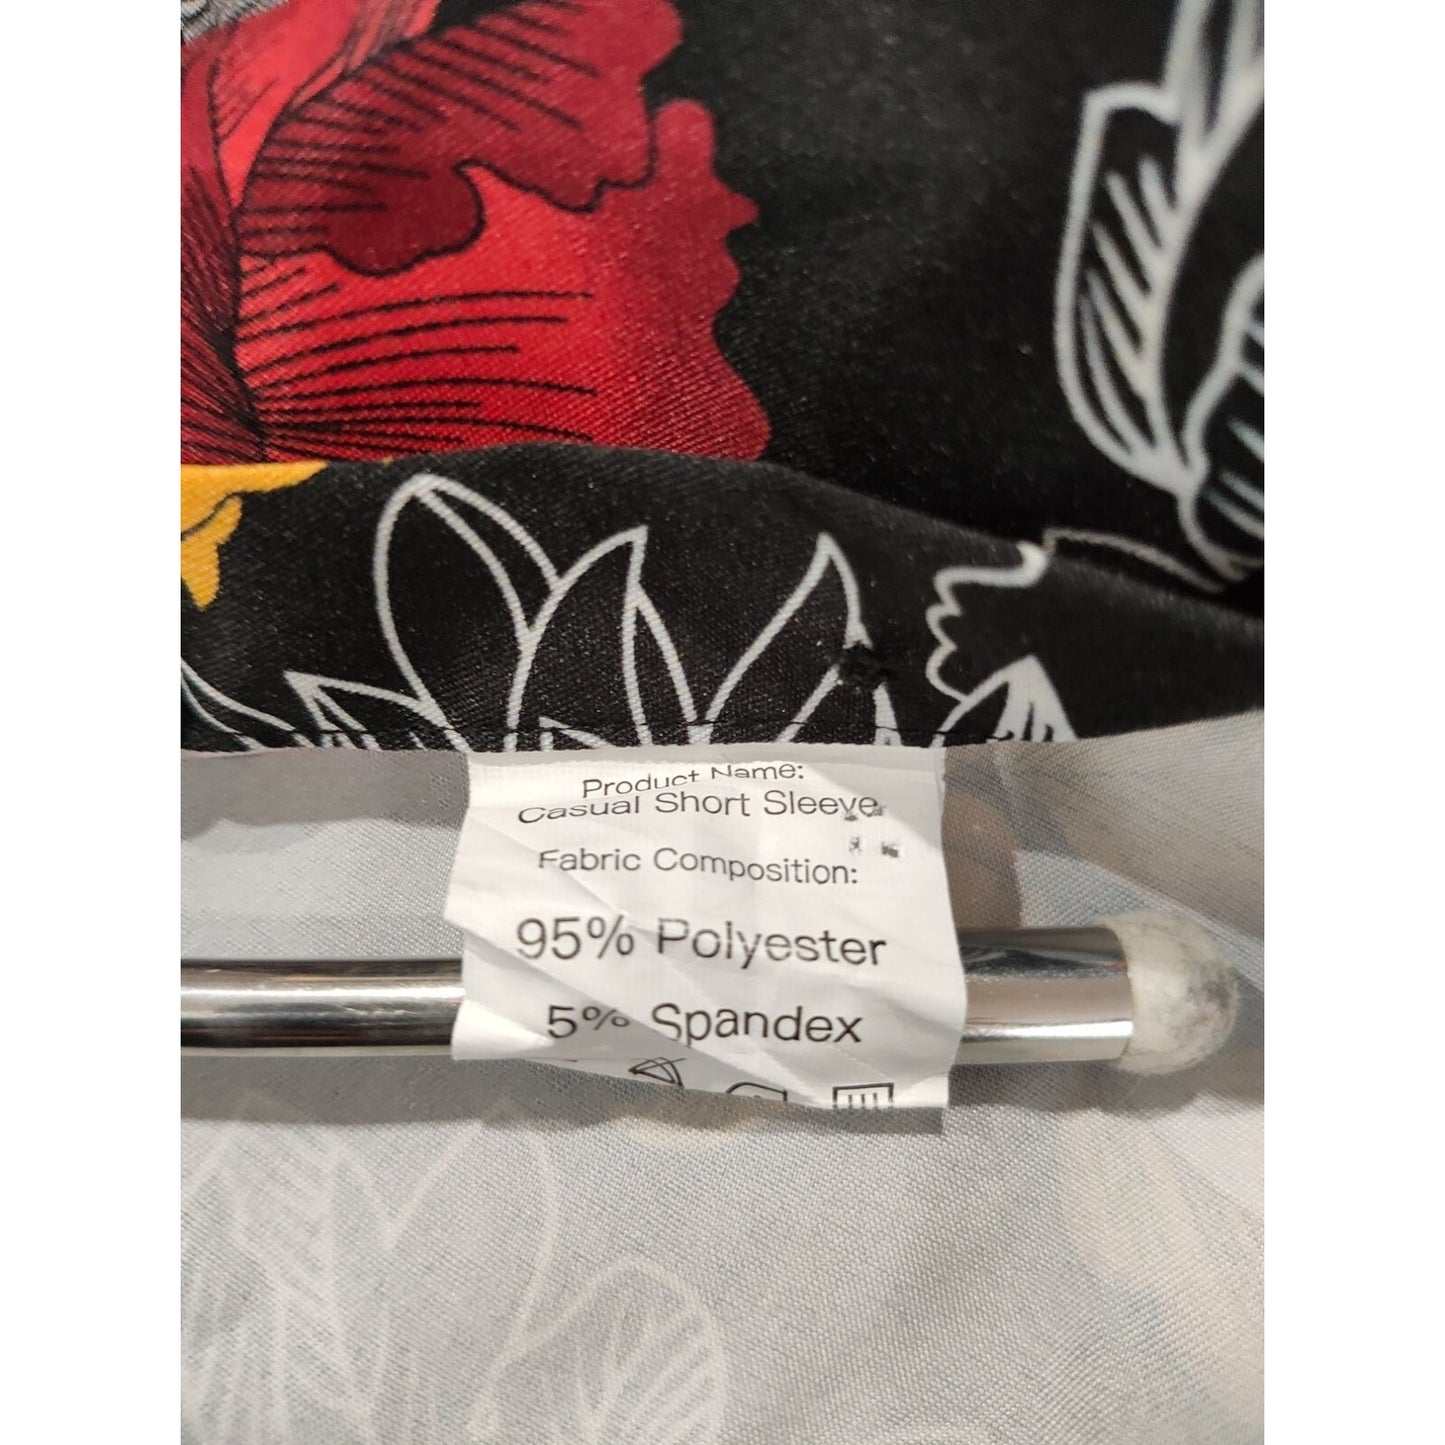 Product Name:
Casual Short Sleeve
Fabric Composition:
95% Polyester
5% Spandex